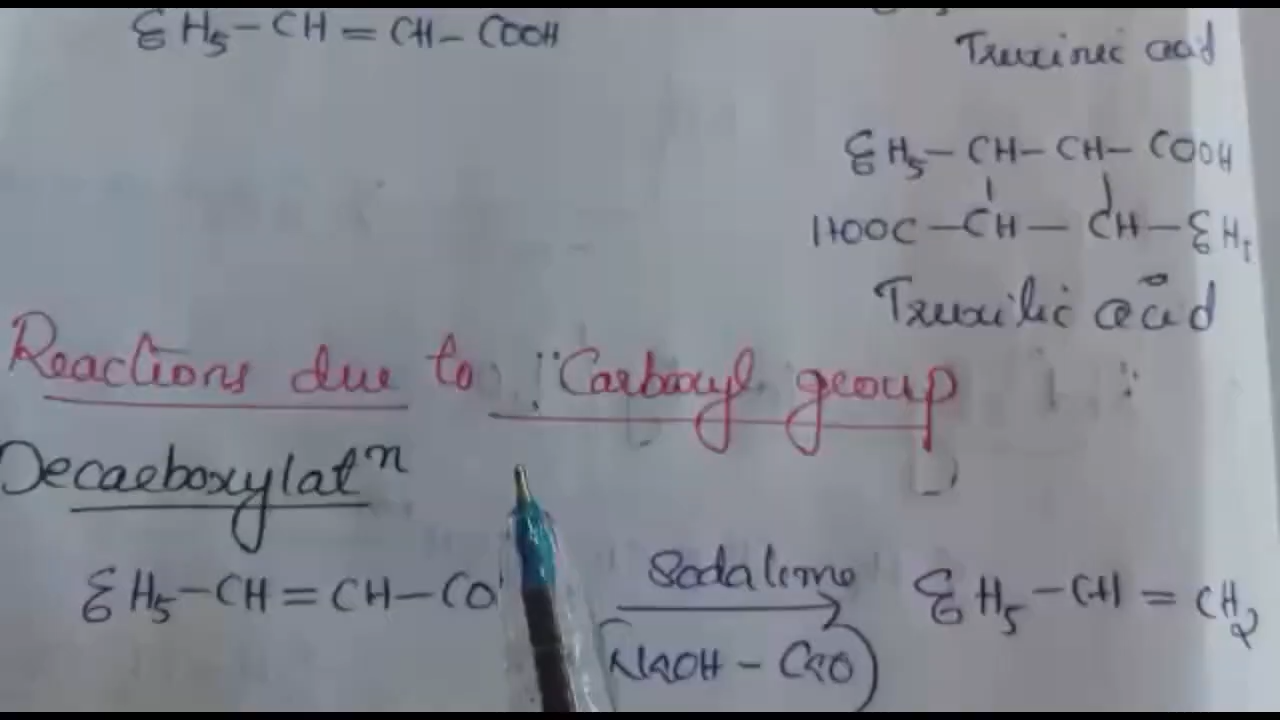 C6H5-CH=CH-COOH
Truxinic acid
C6H5-CH-CH-COOH
HOOC-CH-CH-C6H5
Truxillic acid
Reactions due to Carboxyl group :
Decarboxylatn
C6H5-CH=CH-CO
Sodalime
C6H5-CH=CH2
(NaOH-CaO)